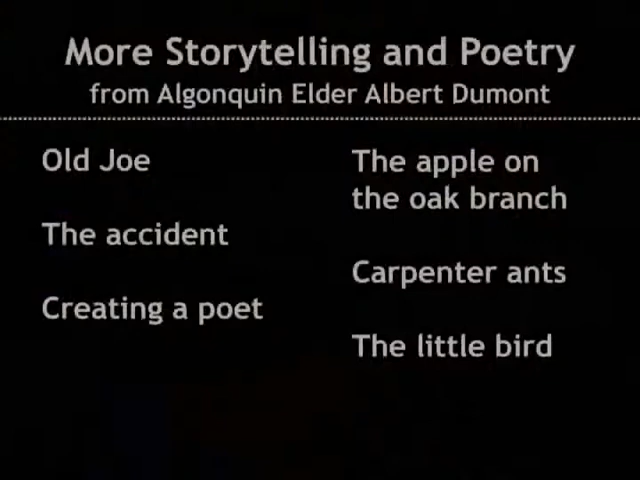 More Storytelling and Poetry
from Algonquin Elder Albert Dumont
Old Joe
The accident
Creating a poet
The apple on
the oak branch
Carpenter ants
The little bird